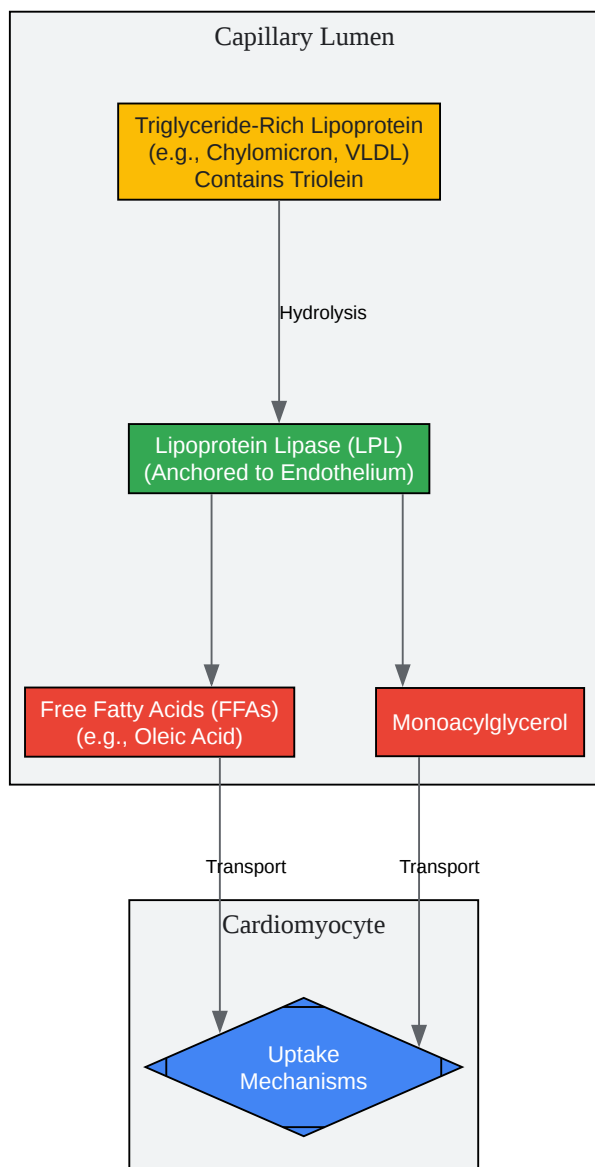 Capillary Lumen
Triglyceride-Rich Lipoprotein
(e.g., Chylomicron, VLDL)
Contains Triolein
Hydrolysis
Lipoprotein Lipase (LPL)
(Anchored to Endothelium)
Free Fatty Acids (FFAs)
(e.g., Oleic Acid)
Monoacylglycerol
Transport
Transport
Cardiomyocyte
Uptake
Mechanisms